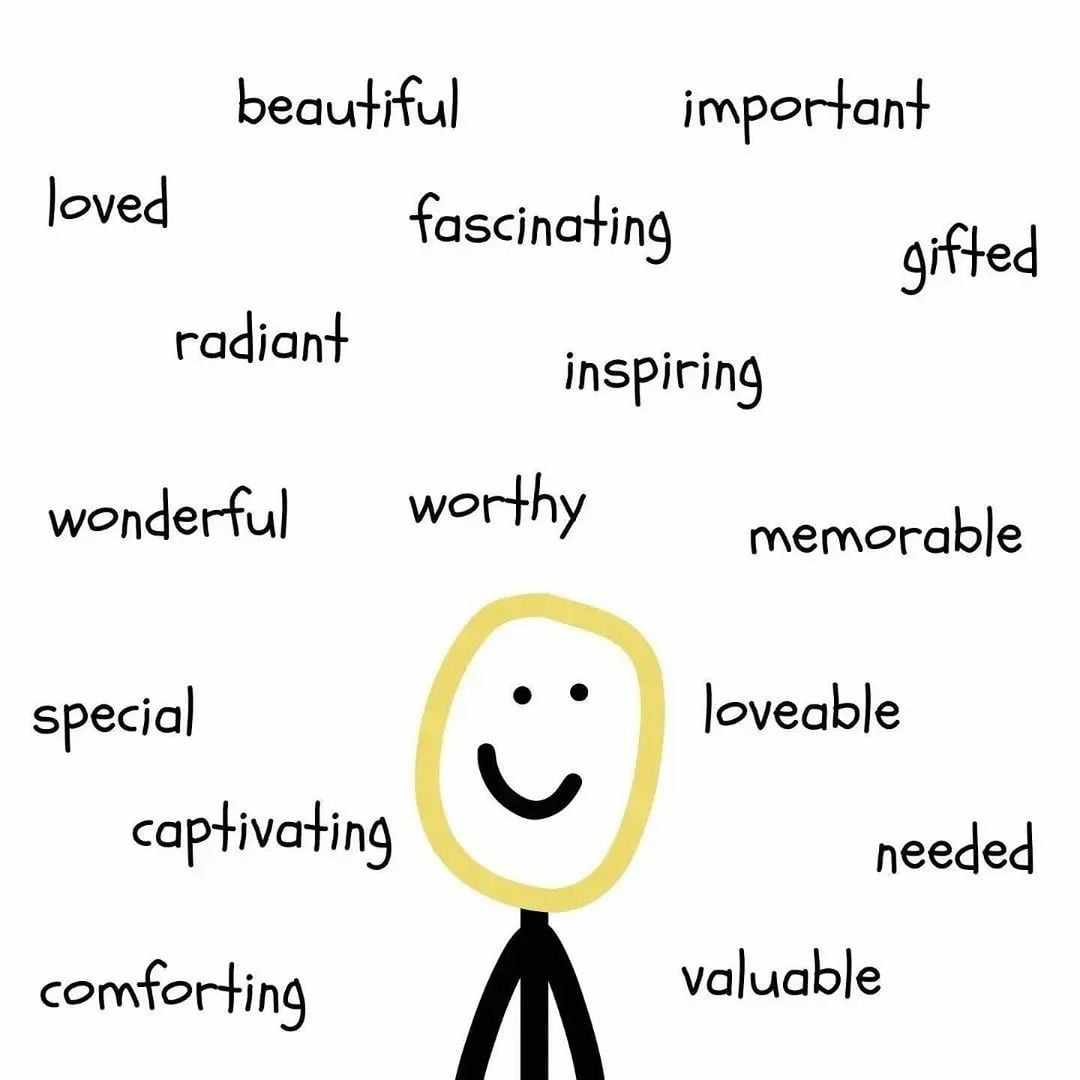 beautiful
important
loved
fascinating
gifted
radiant
inspiring
wonderful
worthy
memorable
special
loveable
captivating
needed
comforting
valuable